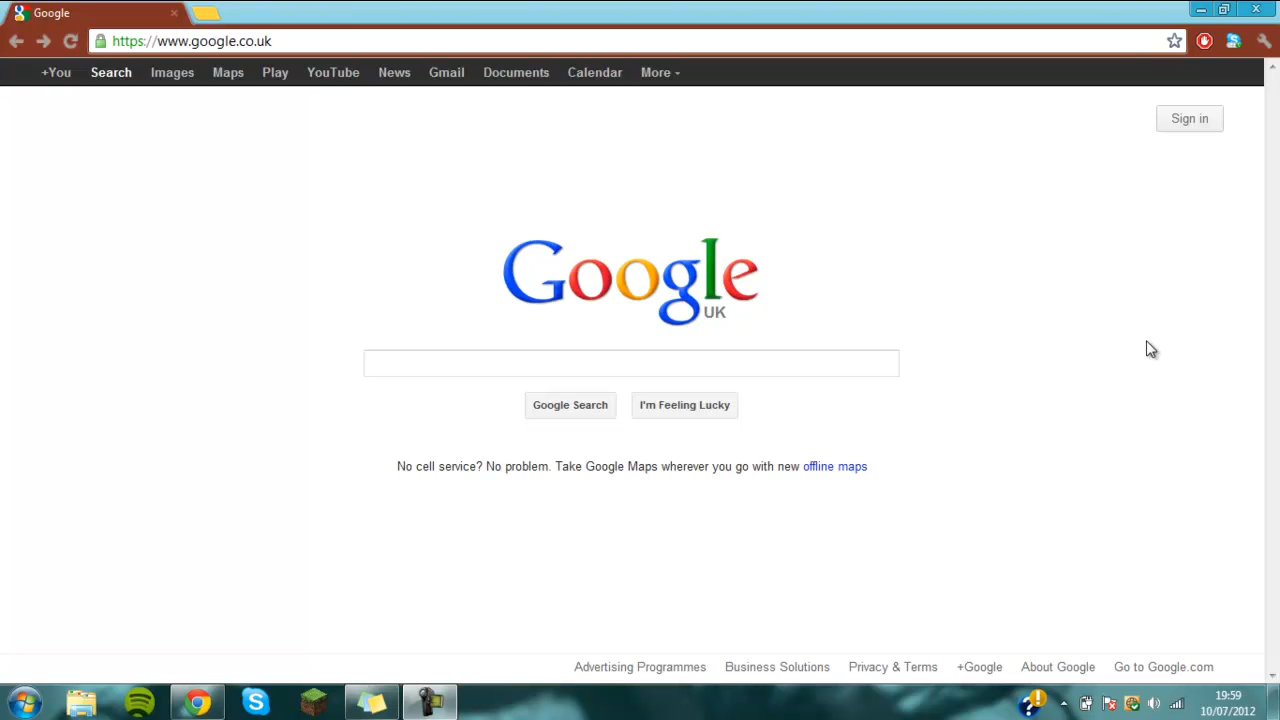 Google
https://www.google.co.uk
+You Search Images Maps Play YouTube News Gmail Documents Calendar More
Sign in
Google
UK
Google Search I'm Feeling Lucky
No cell service? No problem. Take Google Maps wherever you go with new offline maps
Advertising Programmes Business Solutions Privacy & Terms +Google About Google Go to Google.com
19:59
10/07/2012